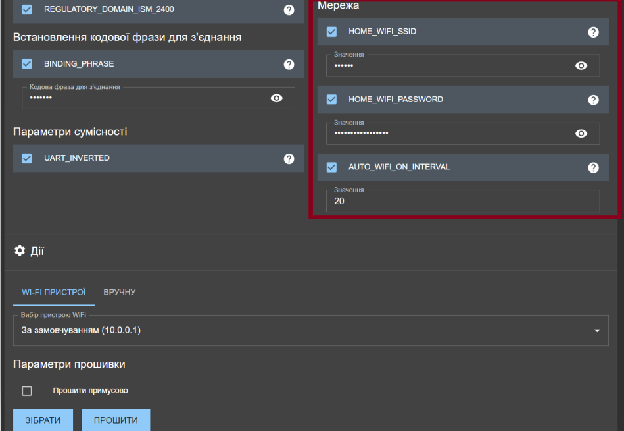 REGULATORY_DOMAIN_ISM_2400
Встановлення кодової фрази для з'єднання
BINDING_PHRASE
Кодова фраза для з'єднання
•••••••
Параметри сумісності
UART_INVERTED
Мережа
HOME_WIFI_SSID
Значення
••••••
HOME_WIFI_PASSWORD
Значення
•••••••••••••••••
AUTO_WIFI_ON_INTERVAL
Значення
20
Дії
WI-FI ПРИСТРОЇ ВРУЧНУ
Вибір пристрою WiFi
За замовчуванням (10.0.0.1)
Параметри прошивки
Прошити примусово
ЗІБРАТИ ПРОШИТИ